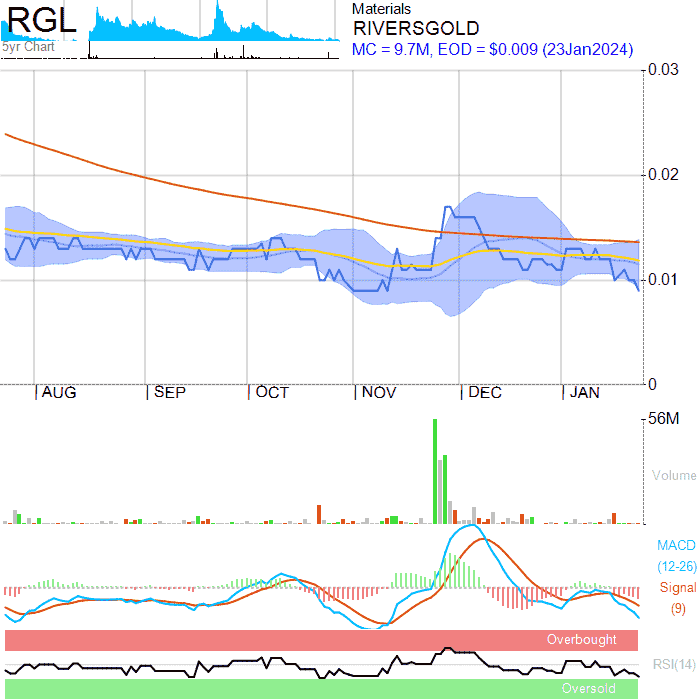 RGL
5yr Chart
Materials
RIVERSGOLD
MC = 9.7M, EOD = $0.009 (23Jan2024)
0.03
0.02
0.01
0
AUG SEP OCT NOV DEC JAN
56M
Volume
MACD
(12-26)
Signal
(9)
Overbought
RSI(14)
Oversold